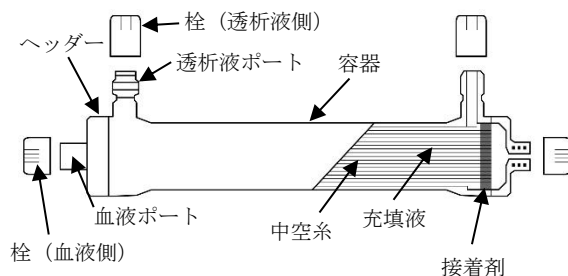 栓（透析液側）
ヘッダー
透析液ポート
容器
血液ポート
中空糸
充填液
栓（血液側）
接着剤